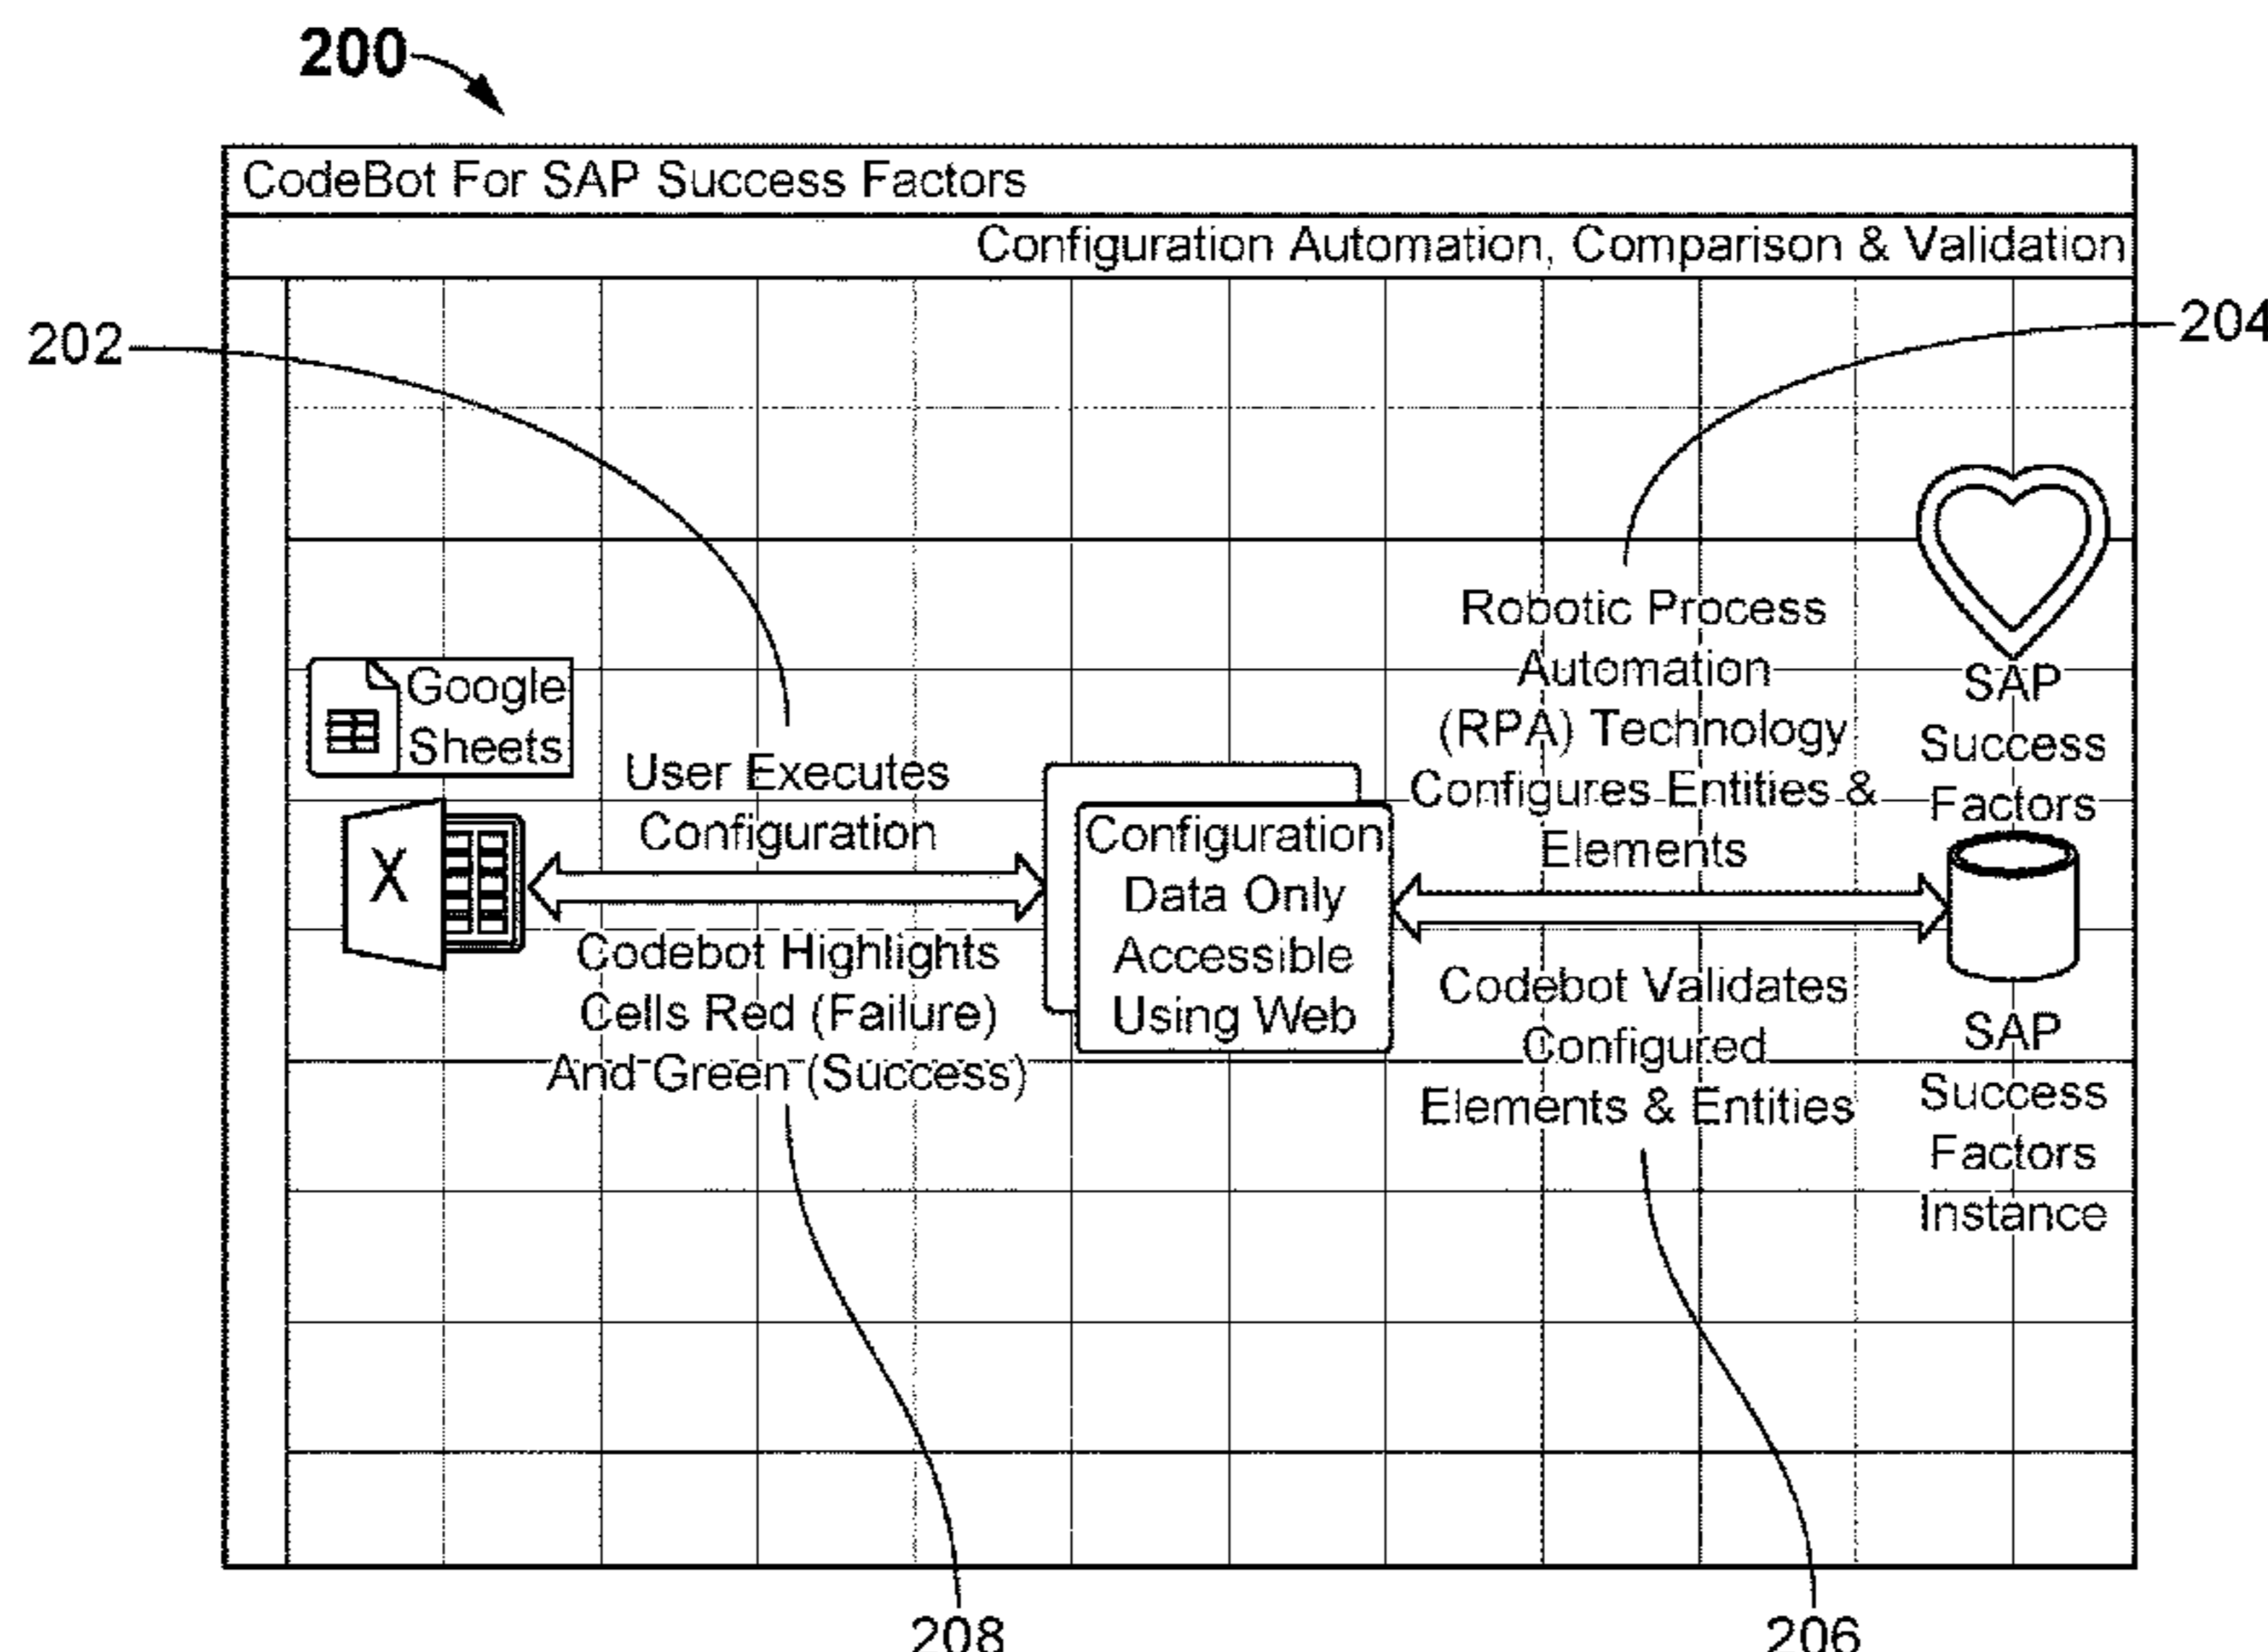 200
CodeBot For SAP Success Factors
Configuration Automation, Comparison & Validation
202
204
Google
Sheets
X
User Executes
Configuration
Codebot Highlights
Cells Red (Failure)
And Green (Success)
Configuration
Data Only
Accessible
Using Web
Robotic Process
Automation
(RPA) Technology
Configures Entities &
Elements
Codebot Validates
Configured
Elements & Entities
SAP
Success
Factors
SAP
Success
Factors
Instance
208
206